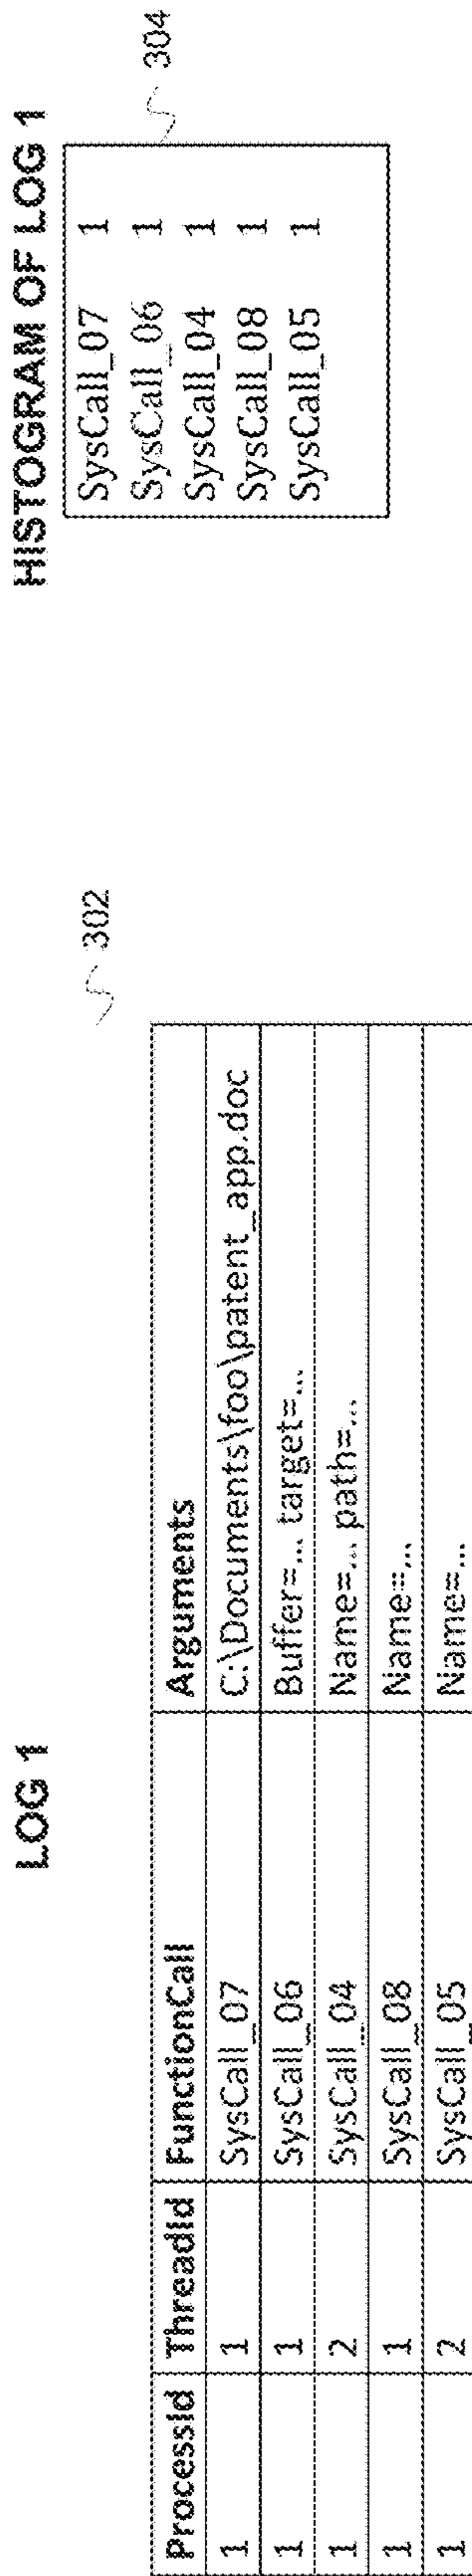 LOG 1
302
ProcessId ThreadId FunctionCall Arguments
1 1 SysCall_07 C:\Documents\foo\patent_app.doc
1 1 SysCall_06 Buffer=... target=...
1 2 SysCall_04 Name=... path=...
1 1 SysCall_08 Name=...
1 2 SysCall_05 Name=...
HISTOGRAM OF LOG 1
304
SysCall_07 1
SysCall_06 1
SysCall_04 1
SysCall_08 1
SysCall_05 1